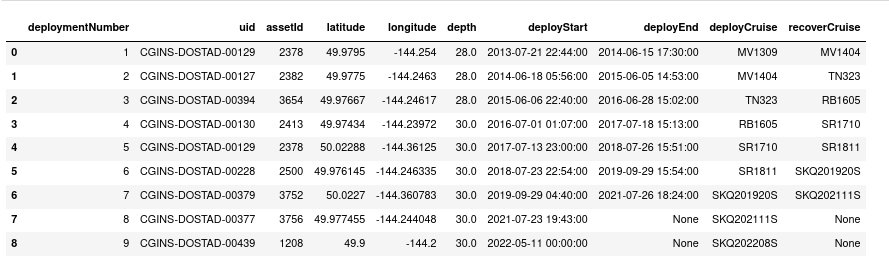 deploymentNumber uid assetId latitude longitude depth deployStart deployEnd deployCruise recoverCruise
0 1 CGINS-DOSTAD-00129 2378 49.9795 -144.254 28.0 2013-07-21 22:44:00 2014-06-15 17:30:00 MV1309 MV1404
1 2 CGINS-DOSTAD-00127 2382 49.9775 -144.2463 28.0 2014-06-18 05:56:00 2015-06-05 14:53:00 MV1404 TN323
2 3 CGINS-DOSTAD-00394 3654 49.97667 -144.24617 28.0 2015-06-06 22:40:00 2016-06-28 15:02:00 TN323 RB1605
3 4 CGINS-DOSTAD-00130 2413 49.97434 -144.23972 30.0 2016-07-01 01:07:00 2017-07-18 15:13:00 RB1605 SR1710
4 5 CGINS-DOSTAD-00129 2378 50.02288 -144.36125 30.0 2017-07-13 23:00:00 2018-07-26 15:51:00 SR1710 SR1811
5 6 CGINS-DOSTAD-00228 2500 49.976145 -144.246335 30.0 2018-07-23 22:54:00 2019-09-29 15:54:00 SR1811 SKQ201920S
6 7 CGINS-DOSTAD-00379 3752 50.0227 -144.360783 30.0 2019-09-29 04:40:00 2021-07-26 18:24:00 SKQ201920S SKQ202111S
7 8 CGINS-DOSTAD-00377 3756 49.977455 -144.244048 30.0 2021-07-23 19:43:00 None SKQ202111S None
8 9 CGINS-DOSTAD-00439 1208 49.9 -144.2 30.0 2022-05-11 00:00:00 None SKQ202208S None